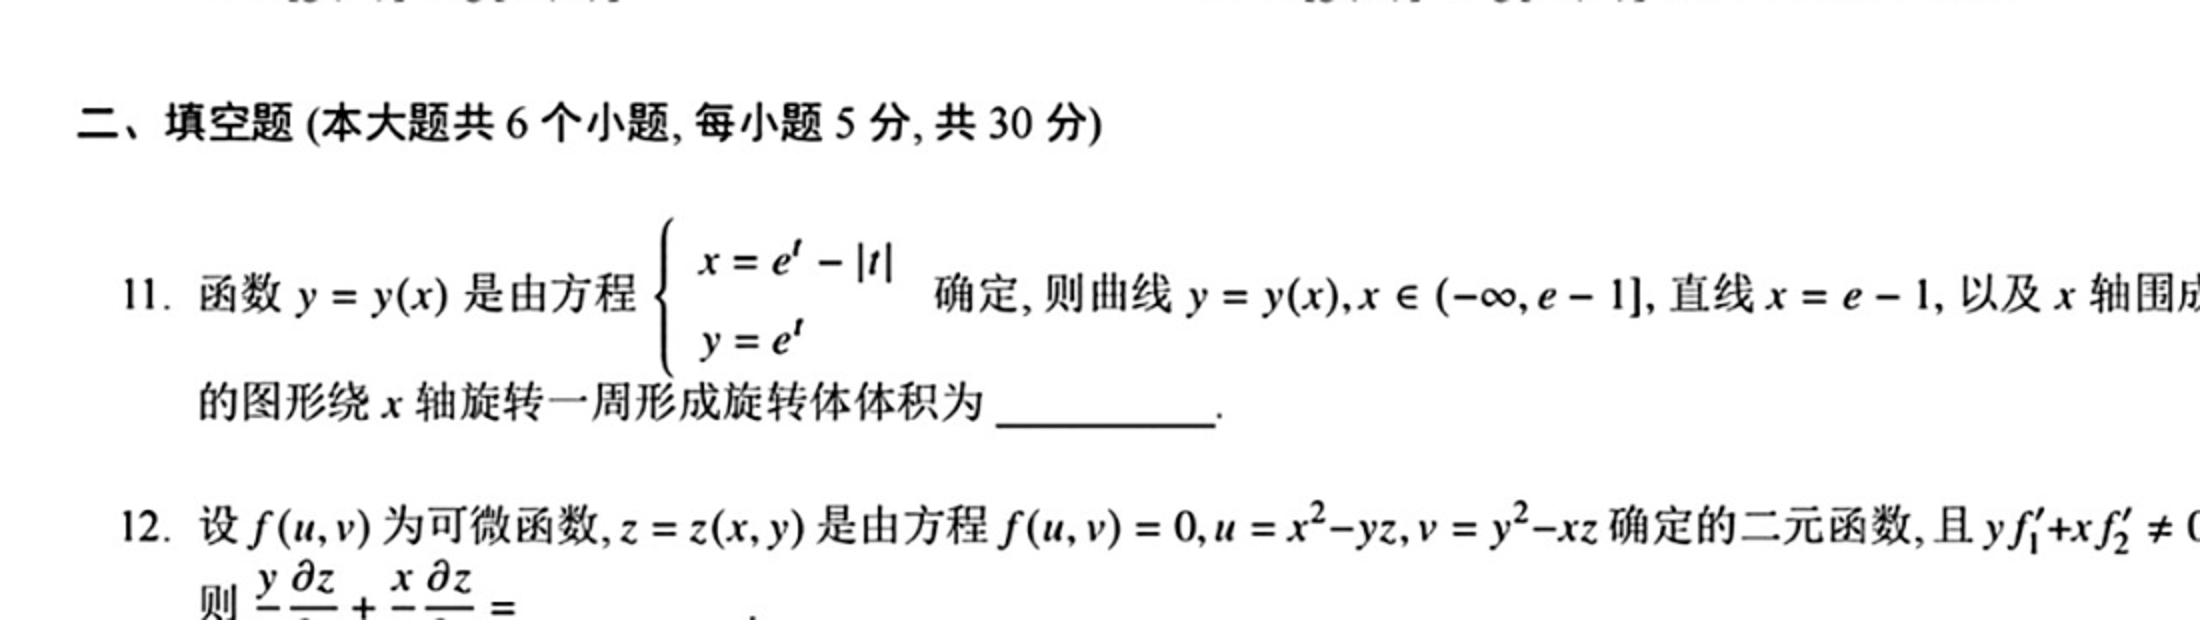 二、填空题 (本大题共 6 个小题, 每小题 5 分, 共 30 分)
11. 函数 y = y(x) 是由方程 { x = e^t − |t| 确定, 则曲线 y = y(x), x ∈ (−∞, e − 1], 直线 x = e − 1, 以及 x 轴围成
y = e^t
的图形绕 x 轴旋转一周形成旋转体体积为 ________.
12. 设 f(u, v) 为可微函数, z = z(x, y) 是由方程 f(u, v) = 0, u = x²−yz, v = y²−xz 确定的二元函数, 且 yf₁′+xf₂′ ≠ 0
则 y ∂z + x ∂z = .